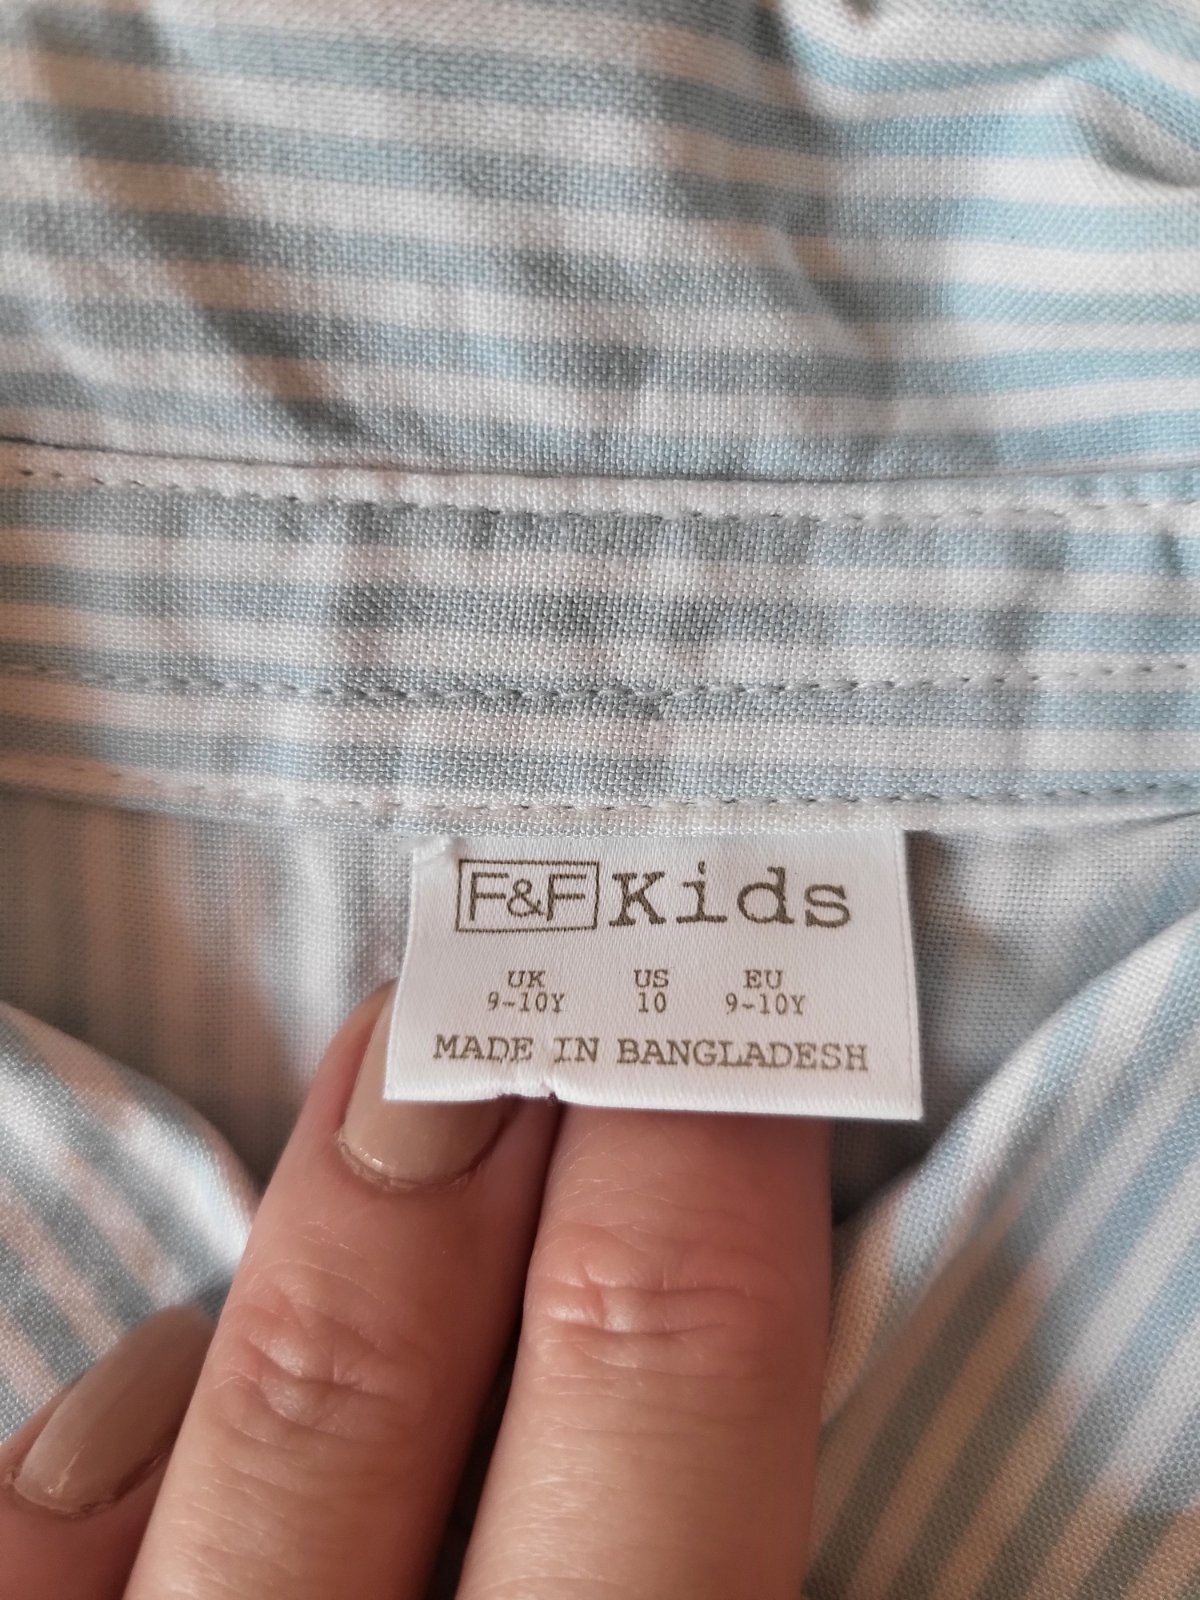 F&F Kids
UK US EU
9-10Y 10 9-10Y
MADE IN BANGLADESH